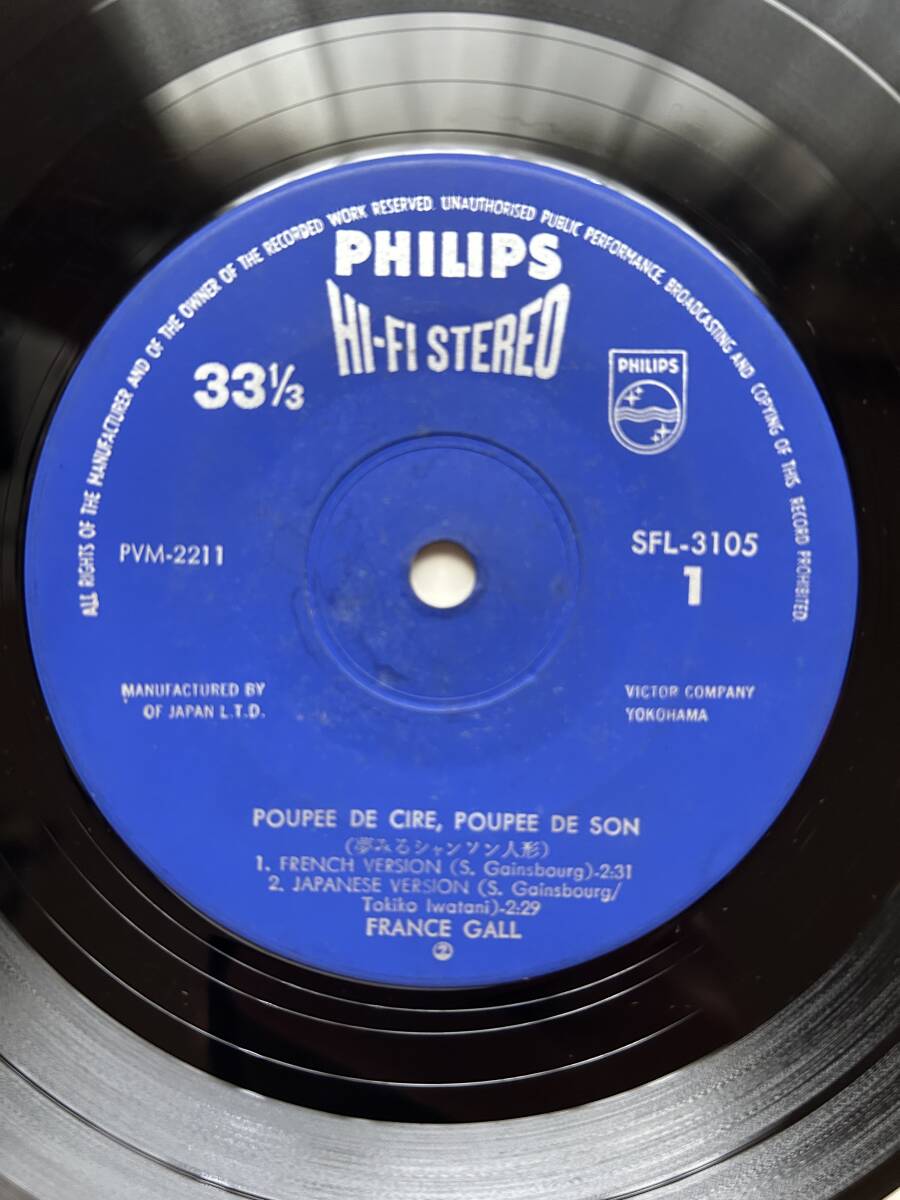 ALL RIGHTS OF THE MANUFACTURER AND OF THE OWNER OF THE RECORDED WORK RESERVED. UNAUTHORISED PUBLIC PERFORMANCE, BROADCASTING AND COPYING OF THIS RECORD PROHIBITED.
PHILIPS
HI-FI STEREO
33⅓
PHILIPS
PVM-2211
SFL-3105
1
MANUFACTURED BY
OF JAPAN L.T.D.
VICTOR COMPANY
YOKOHAMA
POUPEE DE CIRE, POUPEE DE SON
(夢みるシャンソン人形)
1. FRENCH VERSION (S. Gainsbourg)-2:31
2. JAPANESE VERSION (S. Gainsbourg/
Tokiko Iwatani)-2:29
FRANCE GALL
②